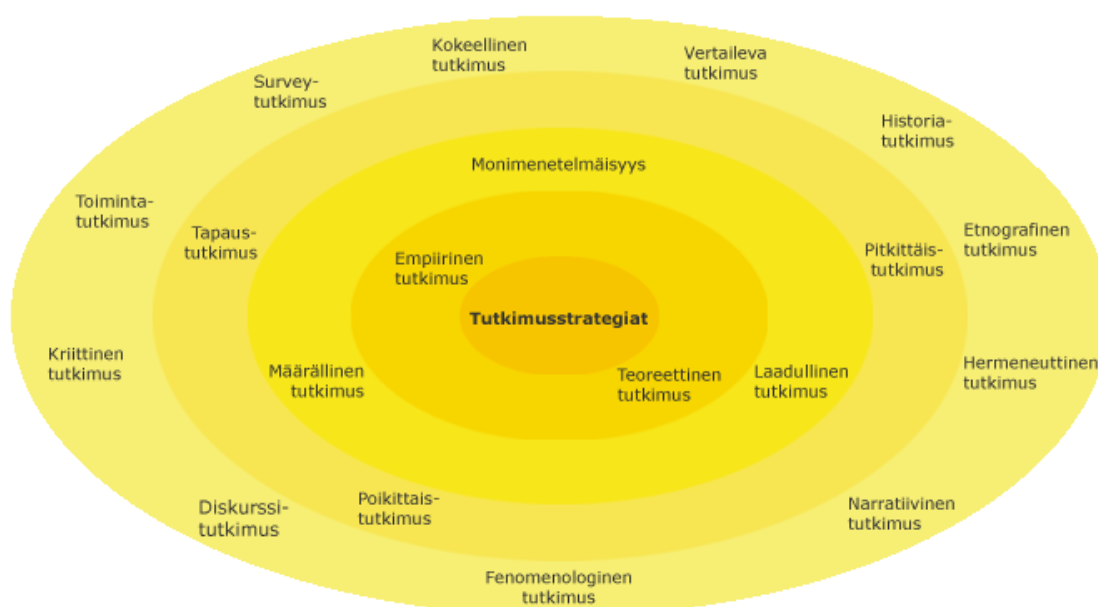 Kokeellinen
tutkimus
Vertaileva
tutkimus
Survey-
tutkimus
Historia-
tutkimus
Monimenetelmäisyys
Toiminta-
tutkimus
Tapaus-
tutkimus
Etnografinen
tutkimus
Pitkittäis-
tutkimus
Empiirinen
tutkimus
Tutkimusstrategiat
Kriittinen
tutkimus
Määrällinen
tutkimus
Teoreettinen
tutkimus
Laadullinen
tutkimus
Hermeneuttinen
tutkimus
Diskurssi-
tutkimus
Poikittais-
tutkimus
Narratiivinen
tutkimus
Fenomenologinen
tutkimus